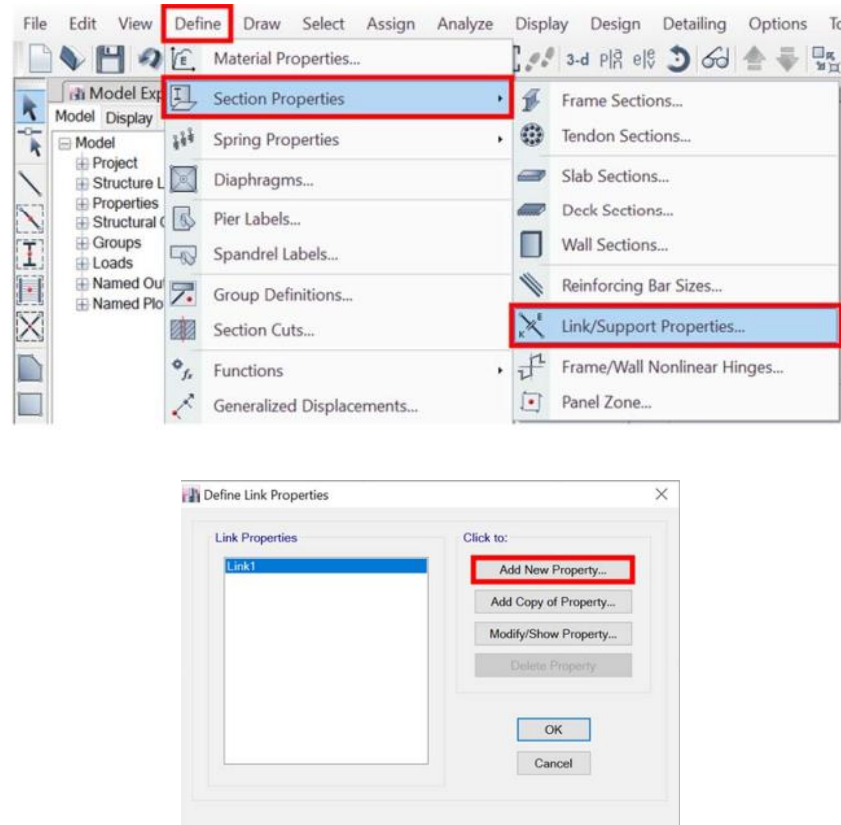 File Edit View Define Draw Select Assign Analyze Display Design Detailing Options
Material Properties...
3-d
Model Exp
Section Properties
Frame Sections...
Model Display
Tendon Sections...
Model
Spring Properties
Project
Structure L
Diaphragms...
Slab Sections...
Properties
Deck Sections...
Structural
Pier Labels...
Groups
Wall Sections...
Loads
Spandrel Labels...
Named Ou
Reinforcing Bar Sizes...
Named Plo
Group Definitions...
Section Cuts...
Link/Support Properties...
Functions
Frame/Wall Nonlinear Hinges...
Generalized Displacements...
Panel Zone...
Define Link Properties
Link Properties
Click to:
Link1
Add New Property...
Add Copy of Property...
Modify/Show Property...
Delete Property
OK
Cancel